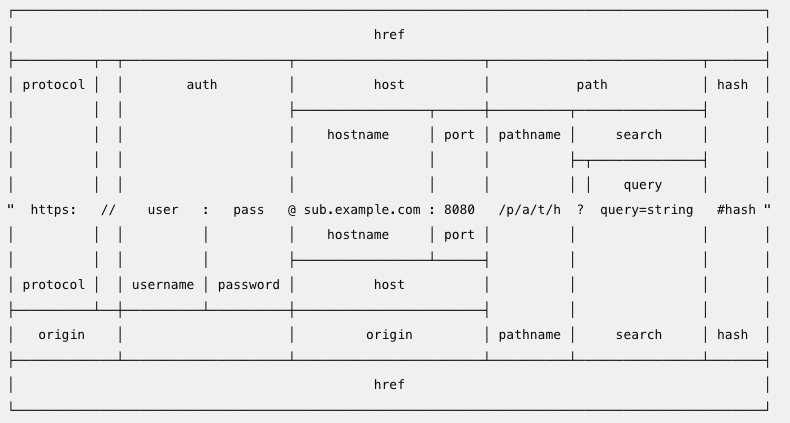 href
protocol auth host path hash
hostname port pathname search
query
" https: // user : pass @ sub.example.com : 8080 /p/a/t/h ? query=string #hash "
hostname port
protocol username password host
origin origin pathname search hash
href